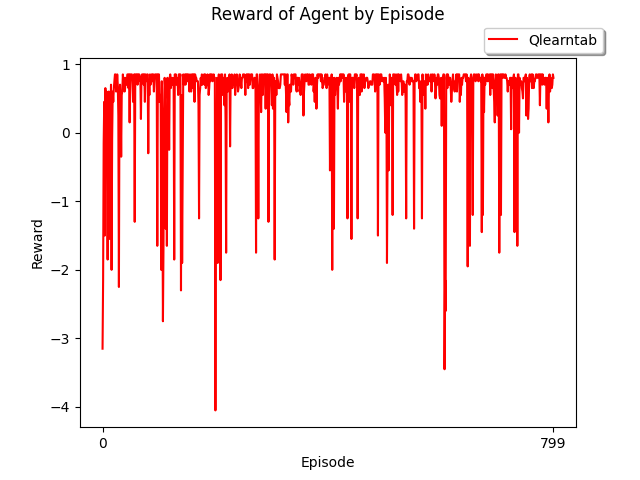 Reward of Agent by Episode
Qlearntab
1
0
−1
−2
−3
−4
Reward
0
799
Episode